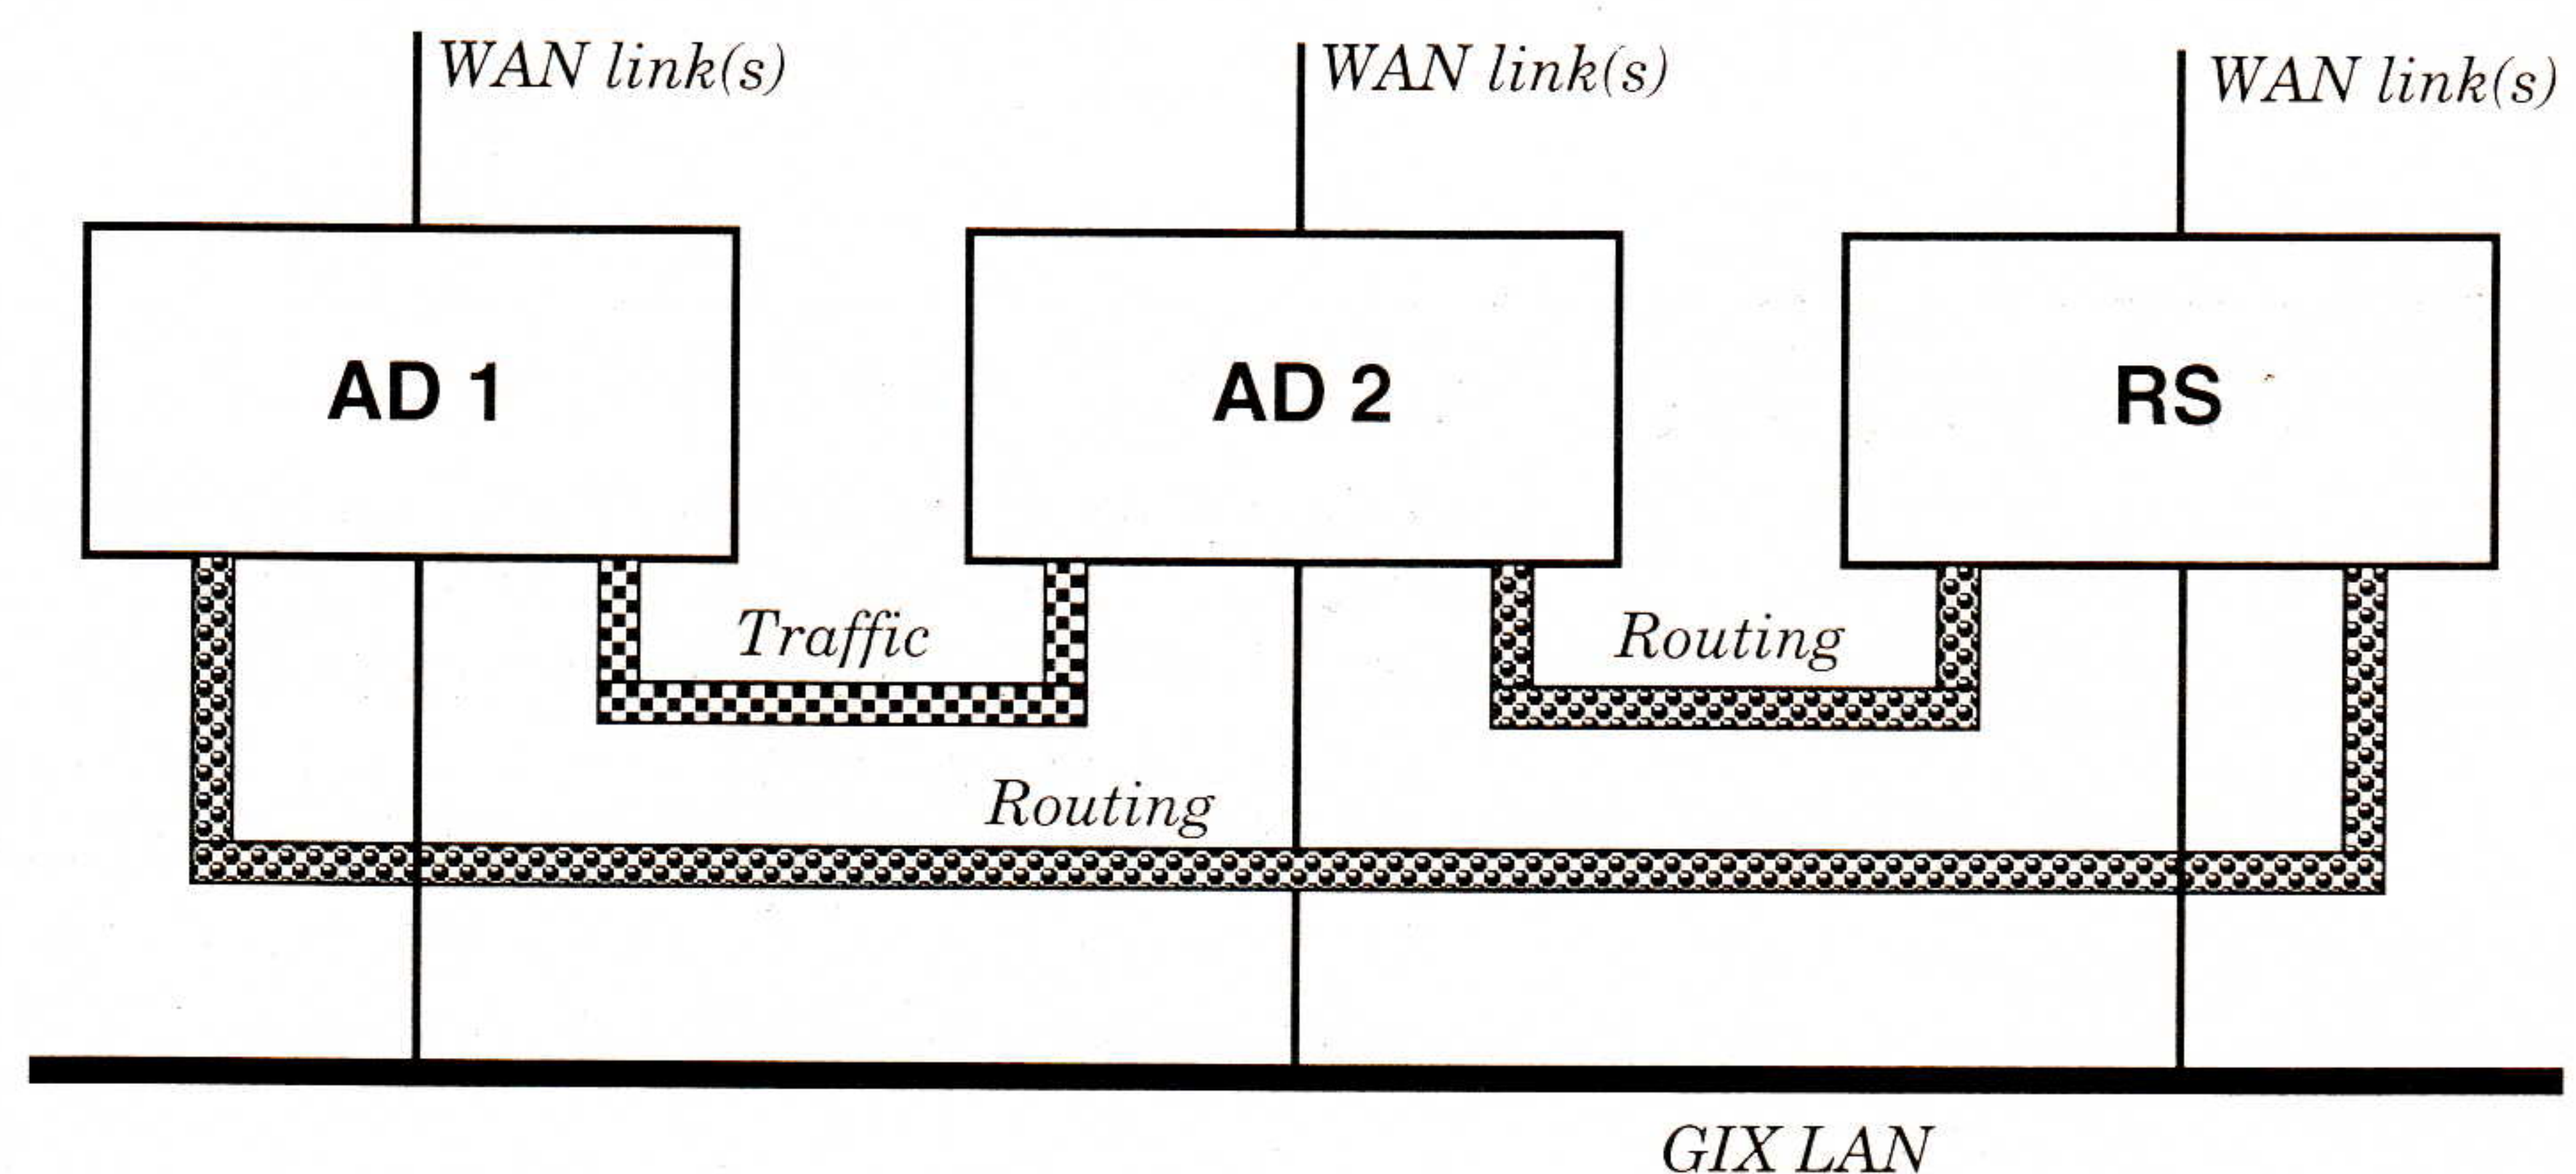 WAN link(s)
WAN link(s)
WAN link(s)
AD 1
AD 2
RS
Traffic
Routing
Routing
GIX LAN